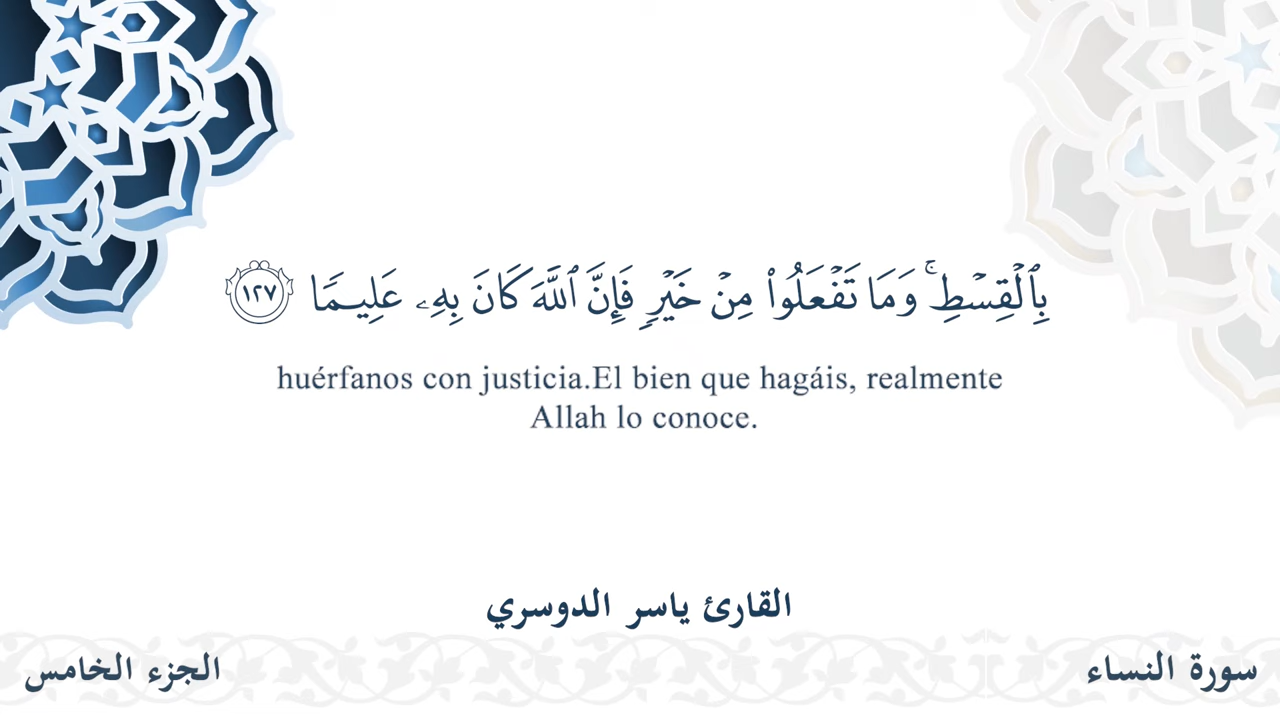 بِٱلۡقِسۡطِۚ وَمَا تَفۡعَلُواْ مِنۡ خَيۡرٖ فَإِنَّ ٱللَّهَ كَانَ بِهِۦ عَلِيمٗا ١٢٧
huérfanos con justicia.El bien que hagáis, realmente
Allah lo conoce.
القارئ ياسر الدوسري
سورة النساء
الجزء الخامس